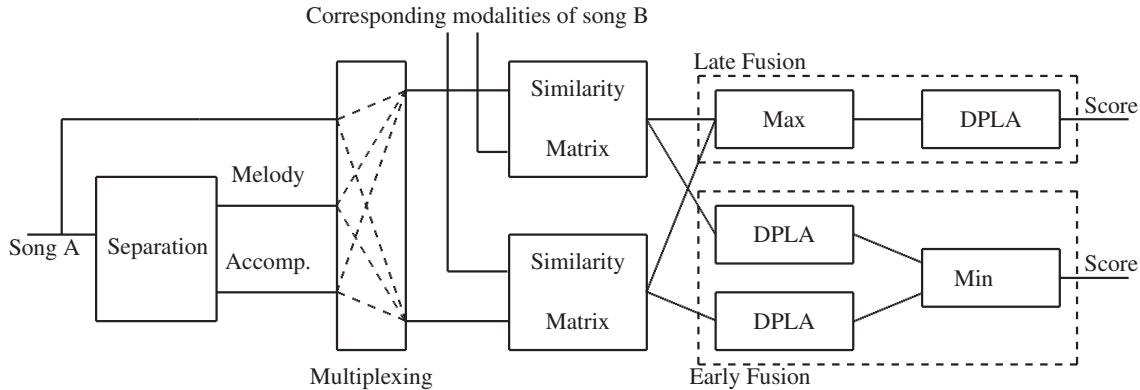 Corresponding modalities of song B
Late Fusion
Similarity
Matrix
Max
DPLA
Score
Melody
Song A
Separation
Accomp.
Similarity
Matrix
DPLA
DPLA
Min
Score
Multiplexing
Early Fusion